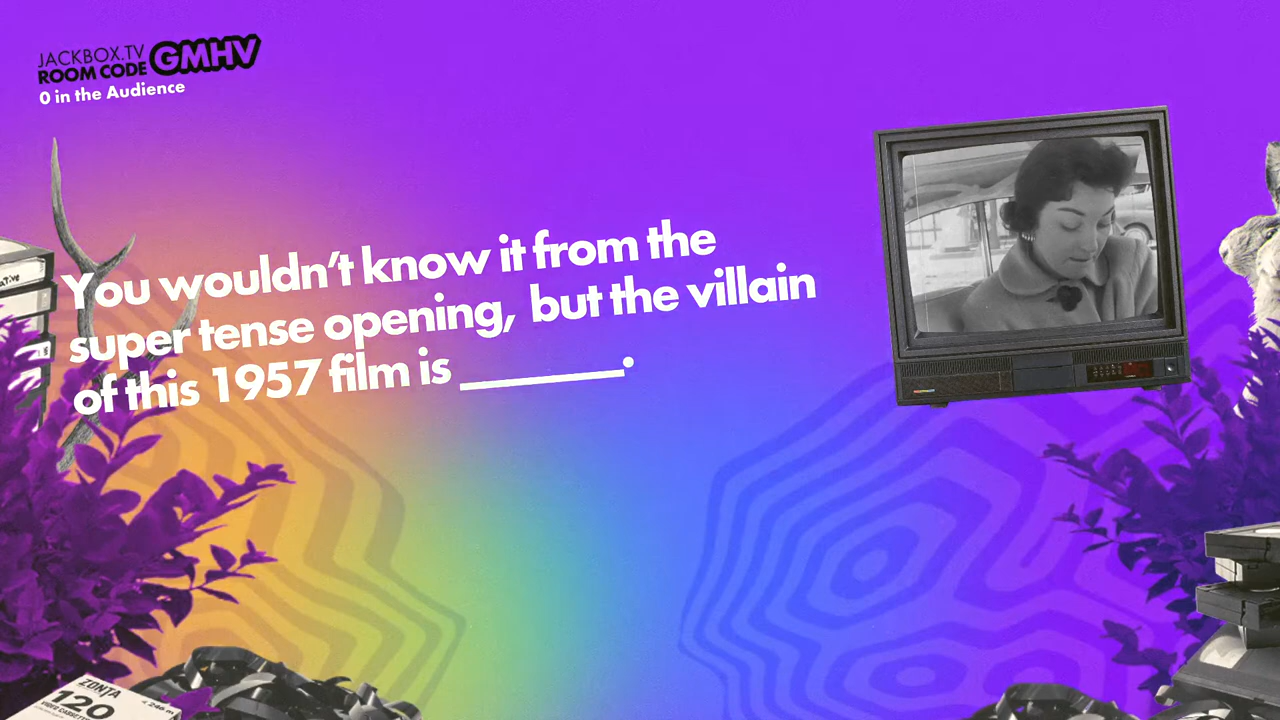 JACKBOX.TV
ROOM CODE GMHV
0 in the Audience
You wouldn't know it from the
super tense opening, but the villain
of this 1957 film is ________.
ZONTA
120
246 m